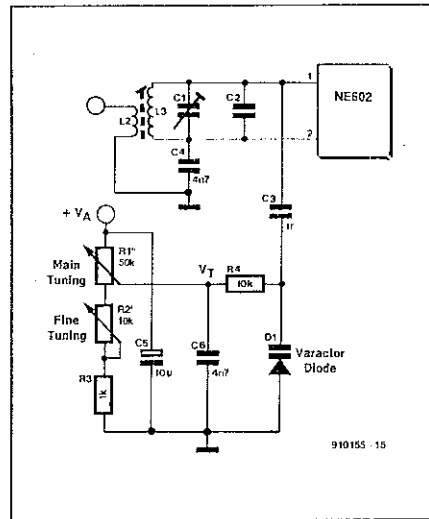 1
NE602
L2
L3
C1
C2
2
C4
4n7
C3
+ VA
R1*
50k
Main
Tuning
VT
R4
10k
R2*
10k
Fine
Tuning
C5
10µ
C6
4n7
D1
Varactor
Diode
R3
1k
910155 - 15